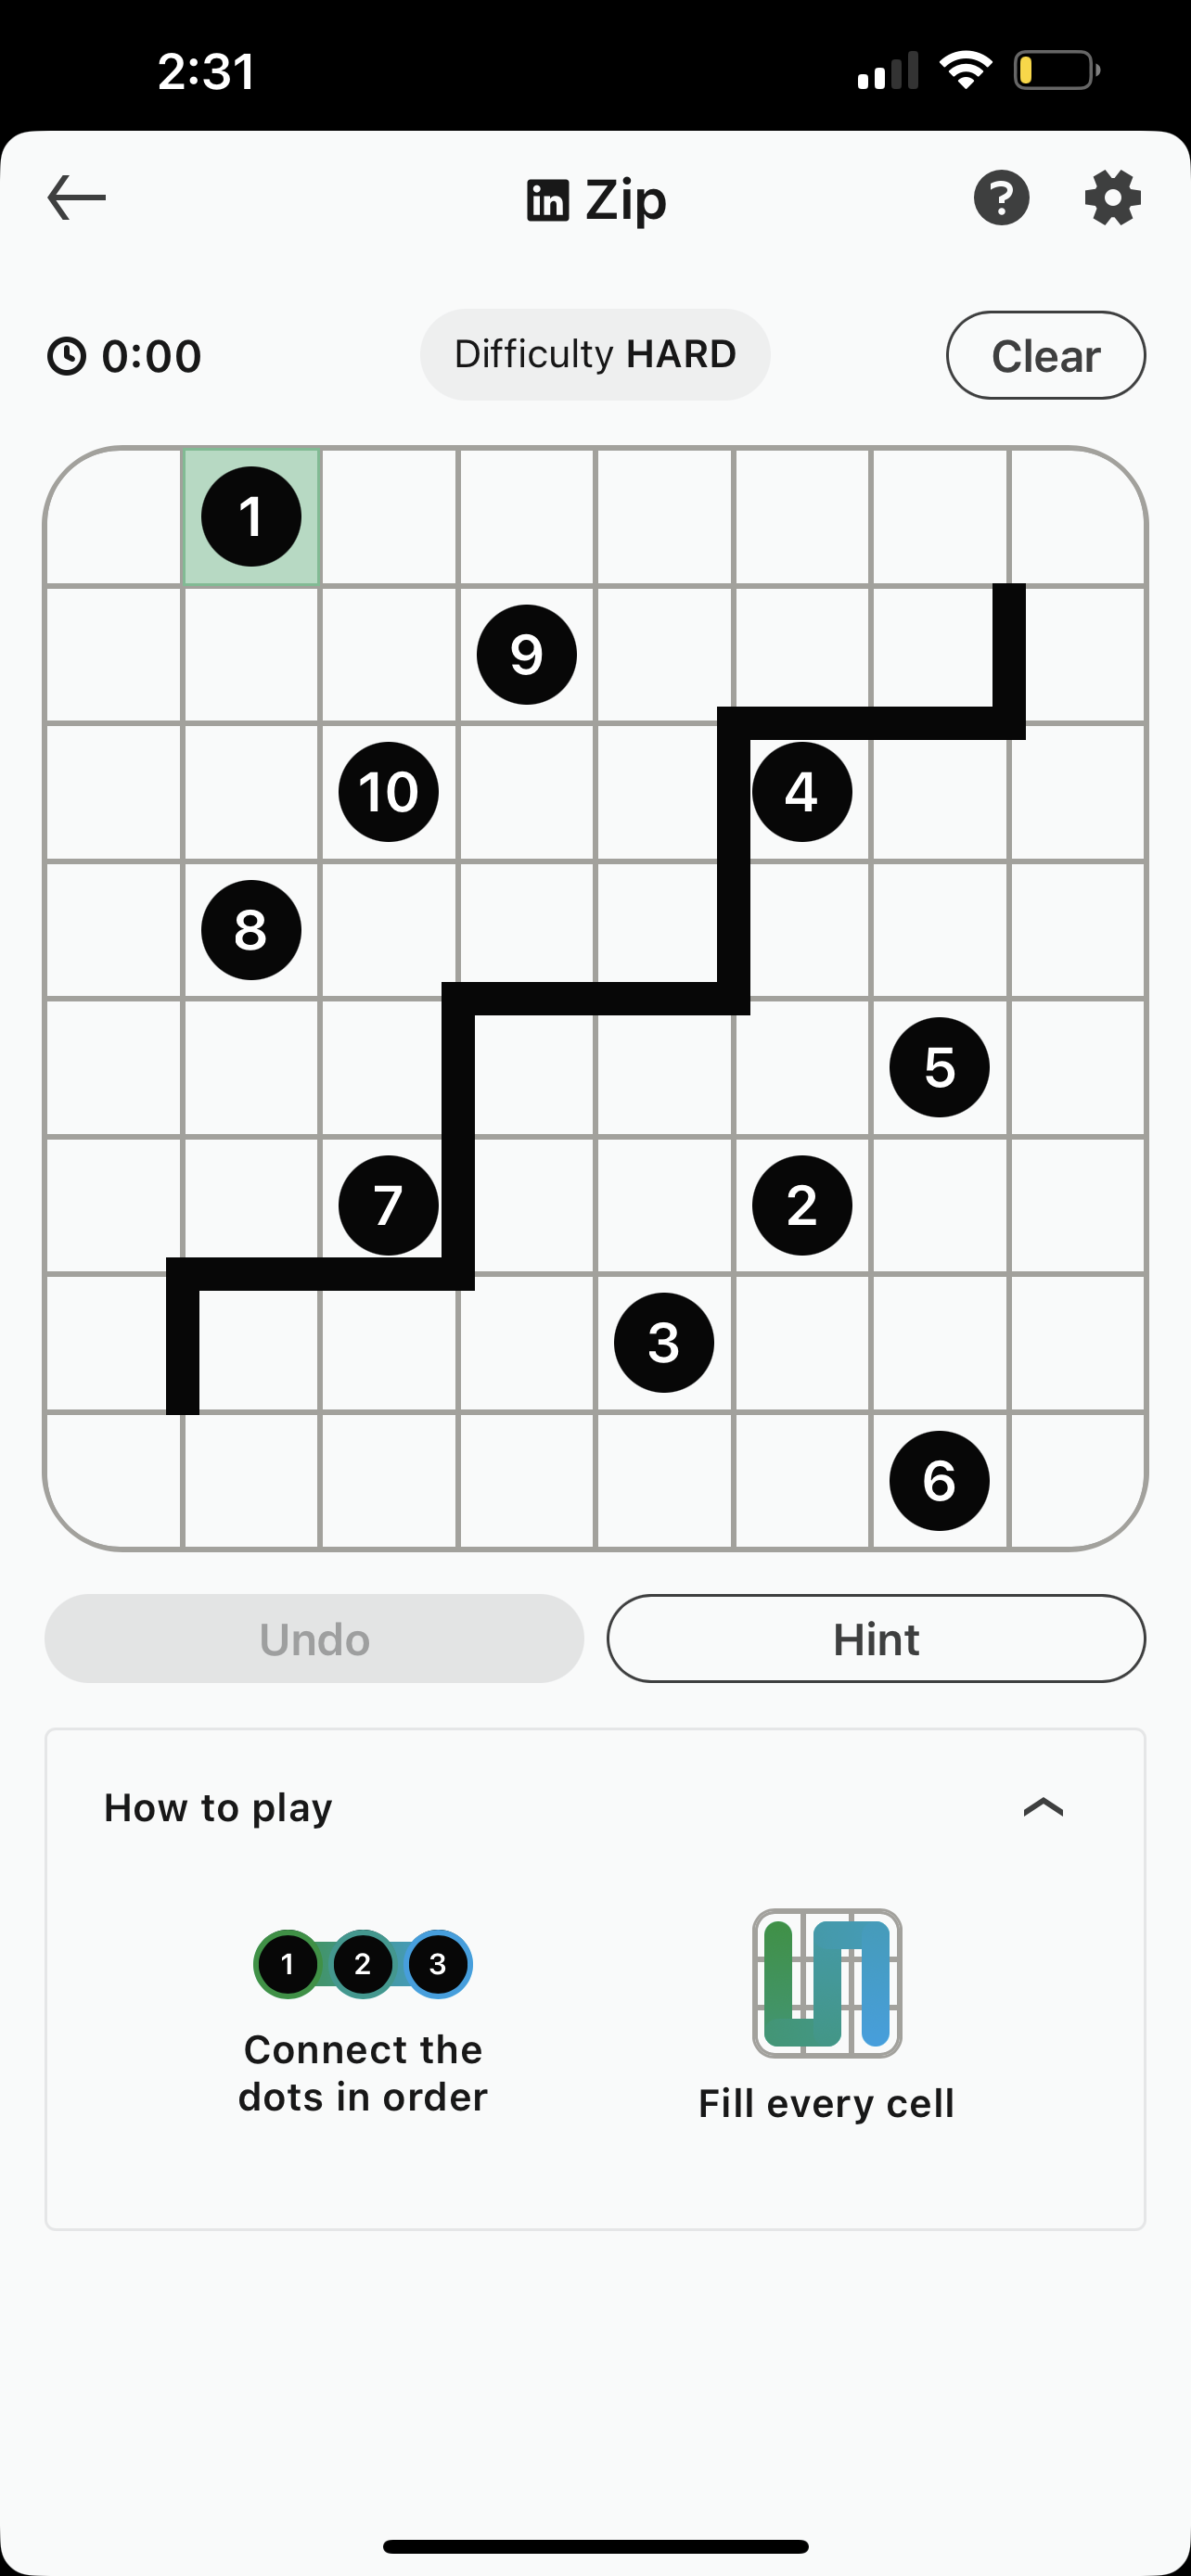 2:31
in Zip ?
0:00 Difficulty HARD Clear
1
9
10 4
8
5
7 2
3
6
Undo Hint
How to play
1 2 3
Connect the
dots in order
Fill every cell